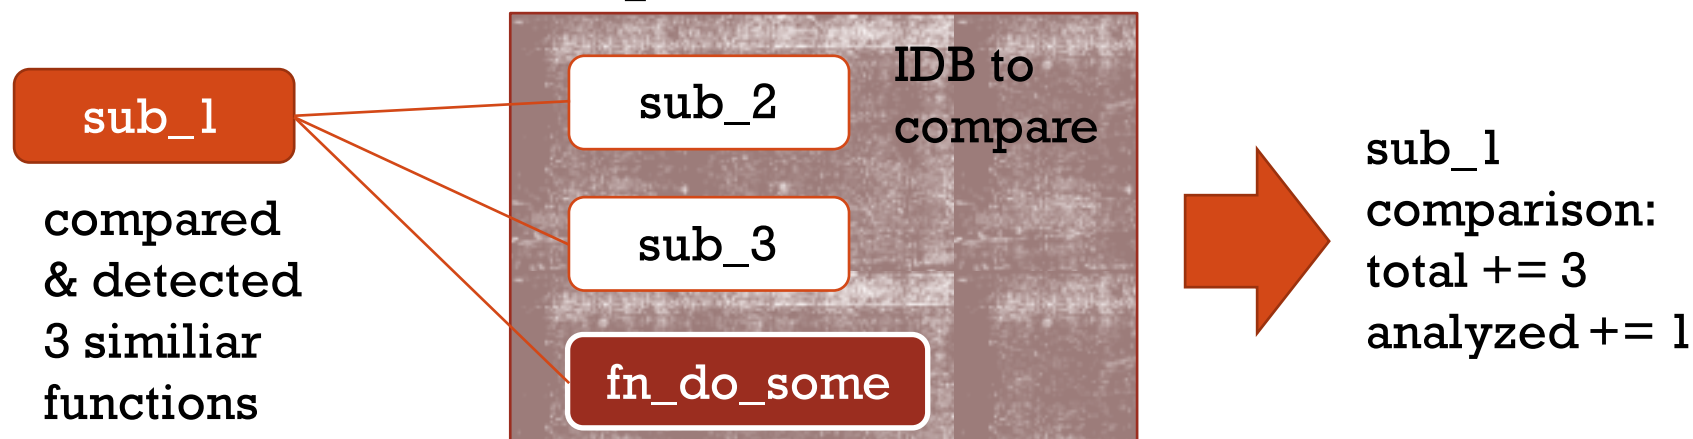 sub_1
compared
& detected
3 similiar
functions
sub_2
sub_3
fn_do_some
IDB to
compare
sub_1
comparison:
total += 3
analyzed += 1